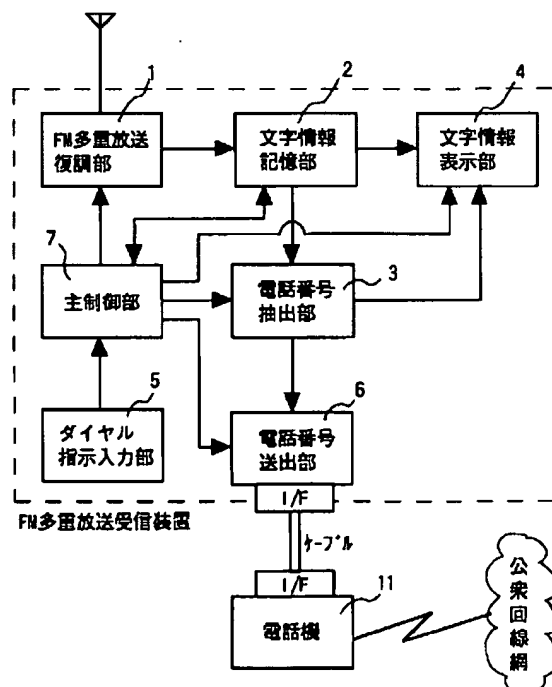 1
2
4
FM多重放送
復調部
文字情報
記憶部
文字情報
表示部
7
3
主制御部
電話番号
抽出部
5
6
ダイヤル
指示入力部
電話番号
送出部
I/F
FM多重放送受信装置
ケーブル
I/F
11
電話機
公衆回線網